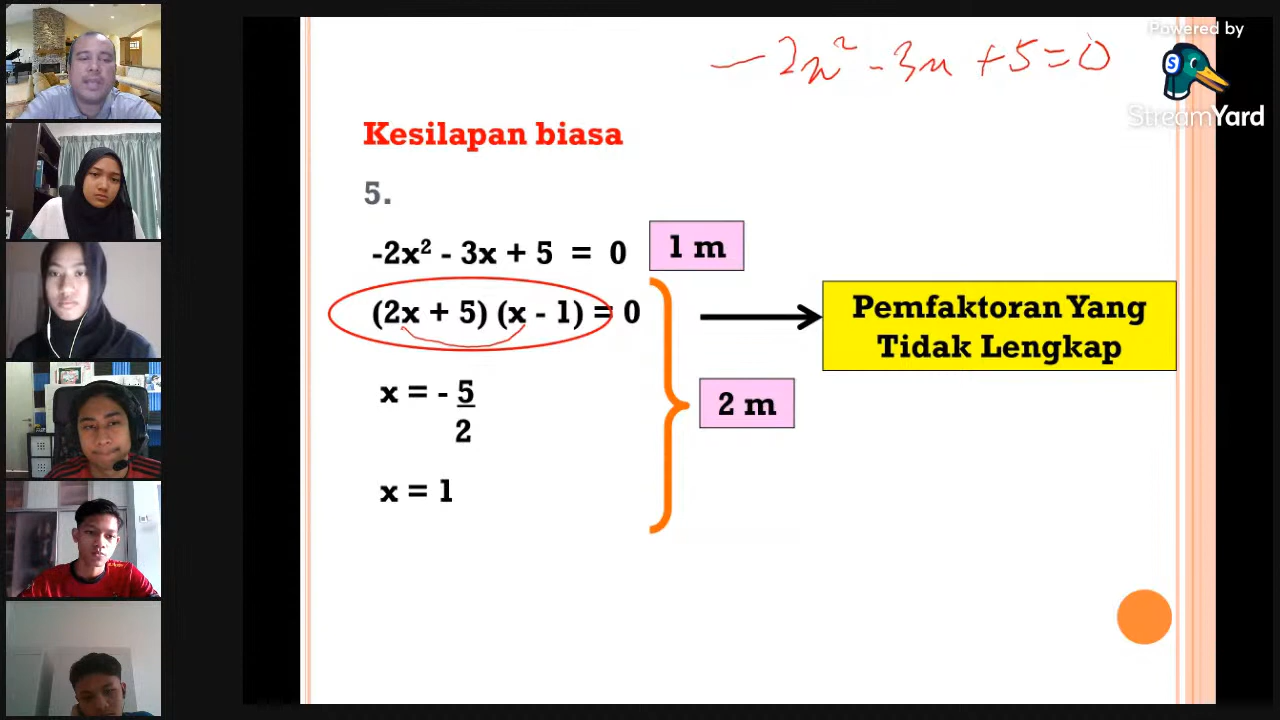 Powered by
S
StreamYard
-2x² - 3x + 5 = 0
Kesilapan biasa
5.
-2x² - 3x + 5 = 0
1 m
(2x + 5) (x - 1) = 0
Pemfaktoran Yang
Tidak Lengkap
x = - 5
2
2 m
x = 1